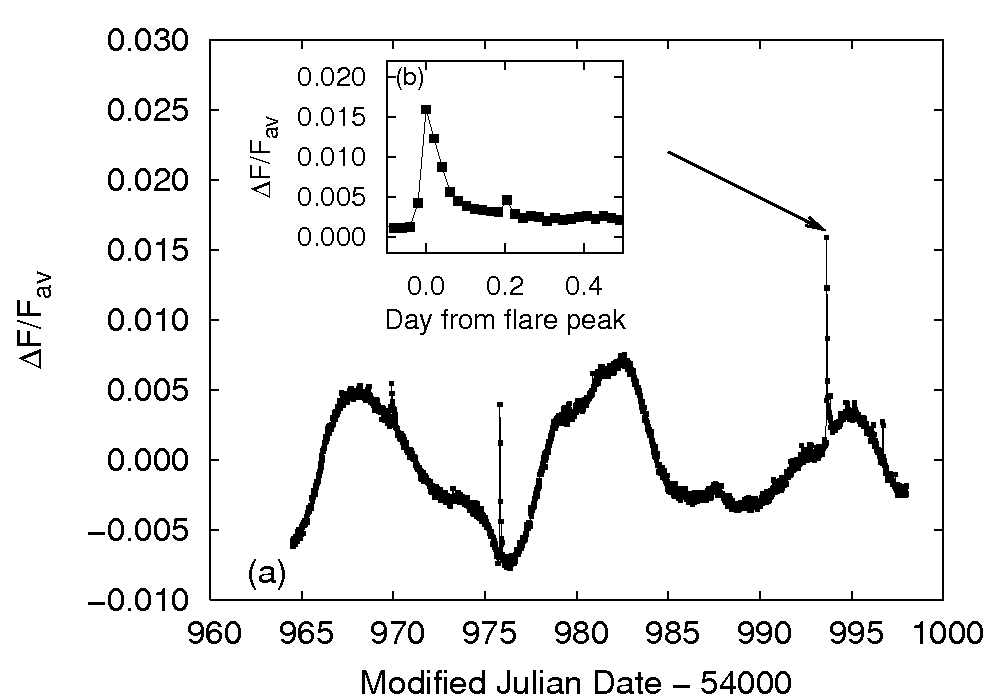 0.030
0.025
0.020
0.015
0.010
0.005
0.000
−0.005
−0.010
ΔF/Fav
(b)
0.020
0.015
0.010
0.005
0.000
ΔF/Fav
0.0 0.2 0.4
Day from flare peak
(a)
960 965 970 975 980 985 990 995 1000
Modified Julian Date − 54000